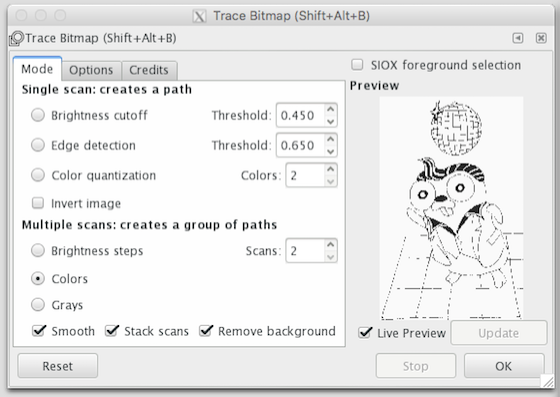 Trace Bitmap (Shift+Alt+B)
Trace Bitmap (Shift+Alt+B)
Mode Options Credits
SIOX foreground selection
Preview
Single scan: creates a path
Brightness cutoff Threshold: 0.450
Edge detection Threshold: 0.650
Color quantization Colors: 2
Invert image
Multiple scans: creates a group of paths
Brightness steps Scans: 2
Colors
Grays
Smooth Stack scans Remove background
Live Preview Update
Reset Stop OK